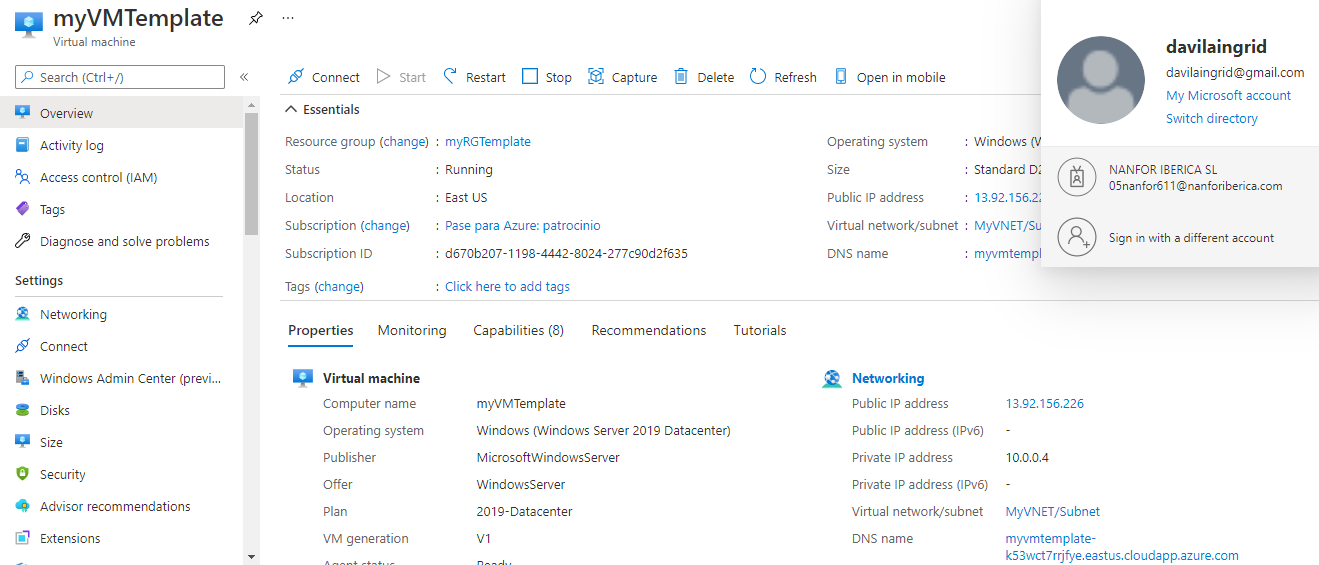 myVMTemplate ...
Virtual machine
Search (Ctrl+/) «
Overview
Activity log
Access control (IAM)
Tags
Diagnose and solve problems
Settings
Networking
Connect
Windows Admin Center (previ...
Disks
Size
Security
Advisor recommendations
Extensions
Connect Start Restart Stop Capture Delete Refresh Open in mobile
Essentials
Resource group (change) : myRGTemplate
Status : Running
Location : East US
Subscription (change) : Pase para Azure: patrocinio
Subscription ID : d670b207-1198-4442-8024-277c90d2f635
Tags (change) : Click here to add tags
Operating system : Windows
Size : Standard
Public IP address : 13.92.156.22
Virtual network/subnet : MyVNET/Su
DNS name : myvmtempl
davilaingrid
davilaingrid@gmail.com
My Microsoft account
Switch directory
NANFOR IBERICA SL
05nanfor611@nanforiberica.com
Sign in with a different account
Properties Monitoring Capabilities (8) Recommendations Tutorials
Virtual machine
Computer name myVMTemplate
Operating system Windows (Windows Server 2019 Datacenter)
Publisher MicrosoftWindowsServer
Offer WindowsServer
Plan 2019-Datacenter
VM generation V1
Agent status Ready
Networking
Public IP address 13.92.156.226
Public IP address (IPv6) -
Private IP address 10.0.0.4
Private IP address (IPv6) -
Virtual network/subnet MyVNET/Subnet
DNS name myvmtemplate-
k53wct7rrjfye.eastus.cloudapp.azure.com